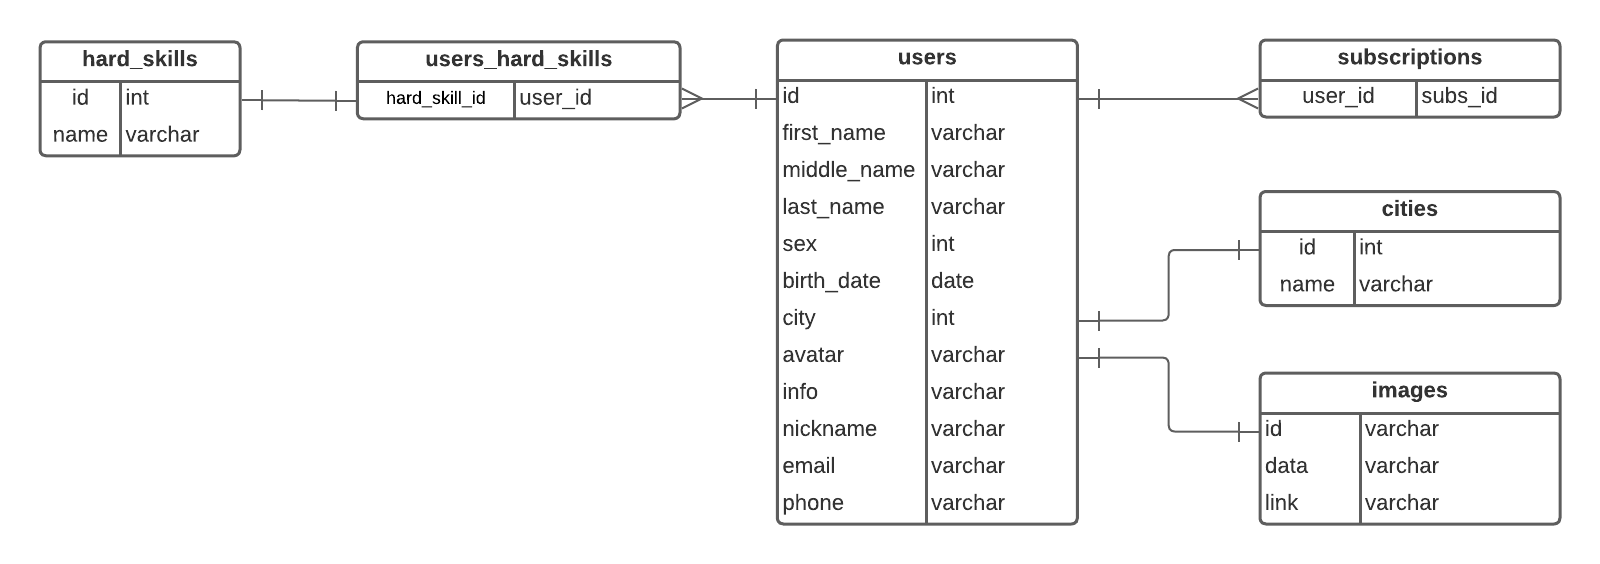 hard_skills
id int
name varchar
users_hard_skills
hard_skill_id user_id
users
id int
first_name varchar
middle_name varchar
last_name varchar
sex int
birth_date date
city int
avatar varchar
info varchar
nickname varchar
email varchar
phone varchar
subscriptions
user_id subs_id
cities
id int
name varchar
images
id varchar
data varchar
link varchar